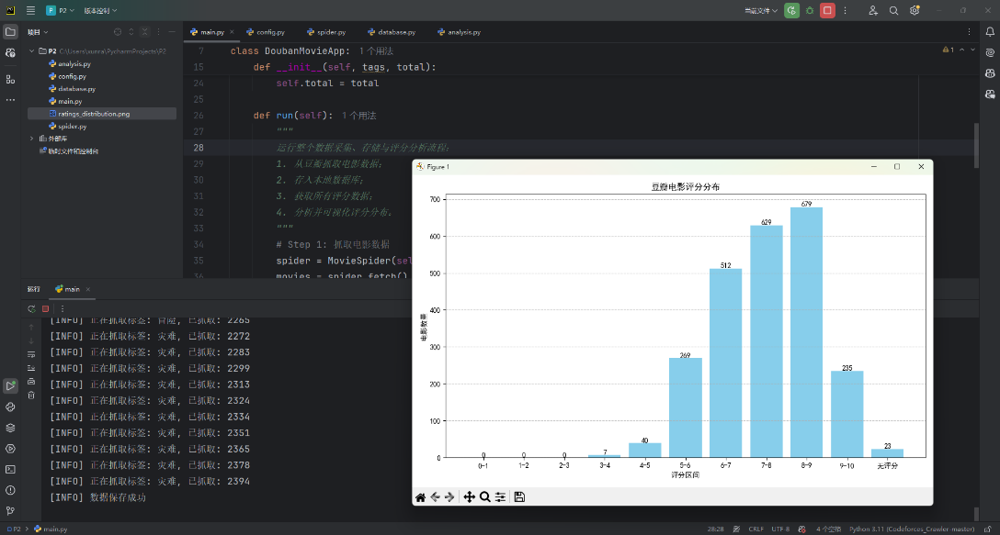 P P2 版本控制 当前文件
项目
main.py config.py spider.py database.py analysis.py
P2 C:\Users\sunra\PycharmProjects\P2
analysis.py
config.py
database.py
main.py
ratings_distribution.png
spider.py
外部库
临时文件和控制台
7 class DoubanMovieApp: 1 个用法
15 def __init__(self, tags, total):
24 self.total = total
25
26 def run(self): 1 个用法
27 """
28 运行整个数据采集、存储与评分分析流程：
29 1. 从豆瓣抓取电影数据；
30 2. 存入本地数据库；
31 3. 获取所有评分数据；
32 4. 分析并可视化评分分布。
33 """
34 # Step 1: 抓取电影数据
35 spider = MovieSpider(sel
36 movies = spider.fetch()
1
运行 main
[INFO] 正在抓取标签: 冒险, 已抓取: 2265
[INFO] 正在抓取标签: 灾难, 已抓取: 2272
[INFO] 正在抓取标签: 灾难, 已抓取: 2283
[INFO] 正在抓取标签: 灾难, 已抓取: 2299
[INFO] 正在抓取标签: 灾难, 已抓取: 2313
[INFO] 正在抓取标签: 灾难, 已抓取: 2324
[INFO] 正在抓取标签: 灾难, 已抓取: 2334
[INFO] 正在抓取标签: 灾难, 已抓取: 2351
[INFO] 正在抓取标签: 灾难, 已抓取: 2365
[INFO] 正在抓取标签: 灾难, 已抓取: 2378
[INFO] 正在抓取标签: 灾难, 已抓取: 2394
[INFO] 数据保存成功
Figure 1
豆瓣电影评分分布
电影数量
700
600
500
400
300
200
100
0
0 0 0 7 40 269 512 629 679 235 23
0-1 1-2 2-3 3-4 4-5 5-6 6-7 7-8 8-9 9-10 无评分
评分区间
P2 main.py 28:28 CRLF UTF-8 4 个空格 Python 3.11 (Codeforces_Crawler-master)